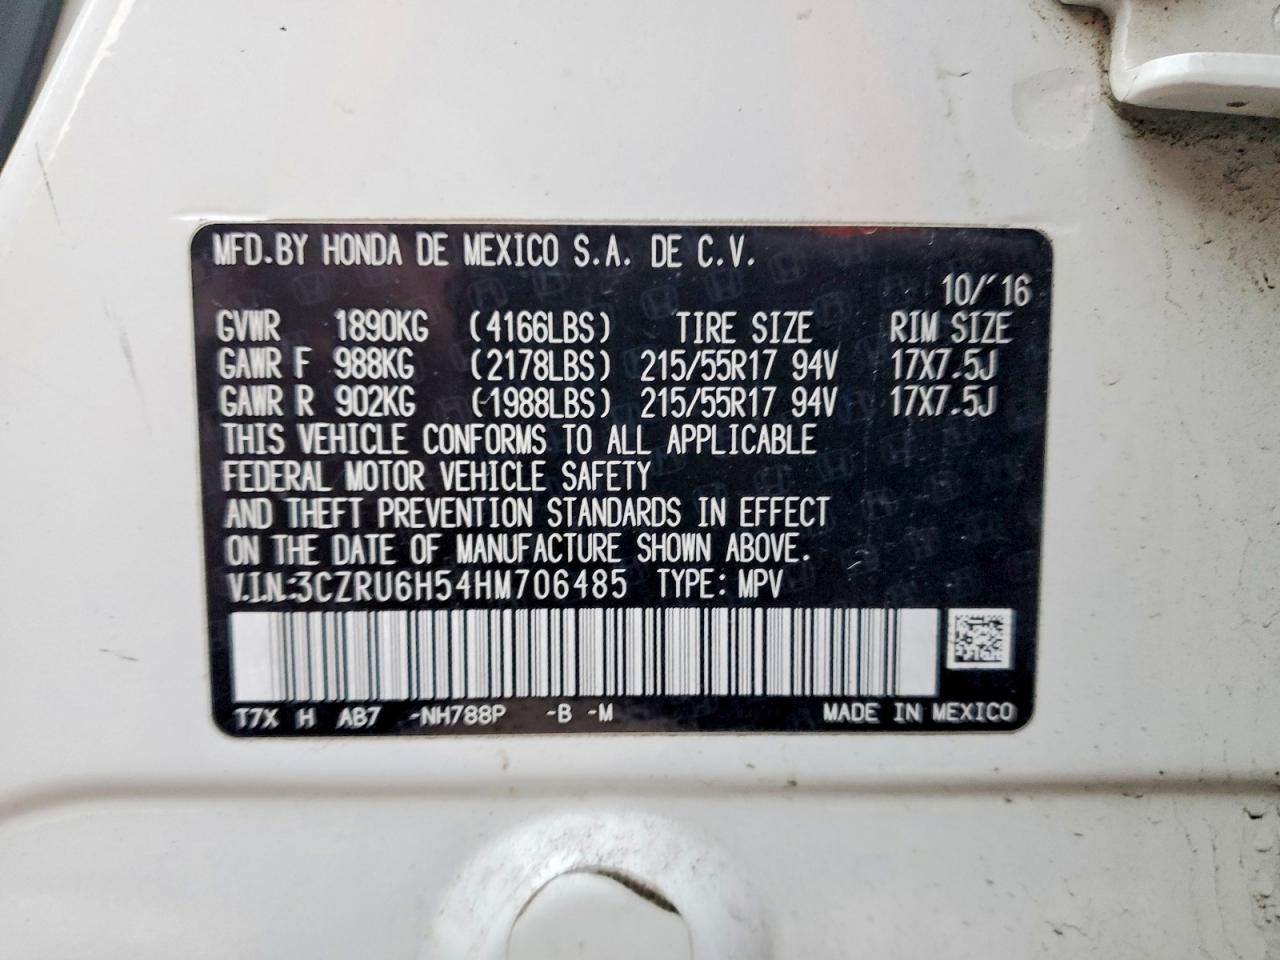 MFD.BY HONDA DE MEXICO S.A. DE C.V.
10/'16
GVWR 1890KG (4166LBS) TIRE SIZE RIM SIZE
GAWR F 988KG (2178LBS) 215/55R17 94V 17X7.5J
GAWR R 902KG (1988LBS) 215/55R17 94V 17X7.5J
THIS VEHICLE CONFORMS TO ALL APPLICABLE
FEDERAL MOTOR VEHICLE SAFETY
AND THEFT PREVENTION STANDARDS IN EFFECT
ON THE DATE OF MANUFACTURE SHOWN ABOVE.
V.I.N.:3CZRU6H54HM706485 TYPE: MPV
T7X H AB7 -NH788P -B -M MADE IN MEXICO